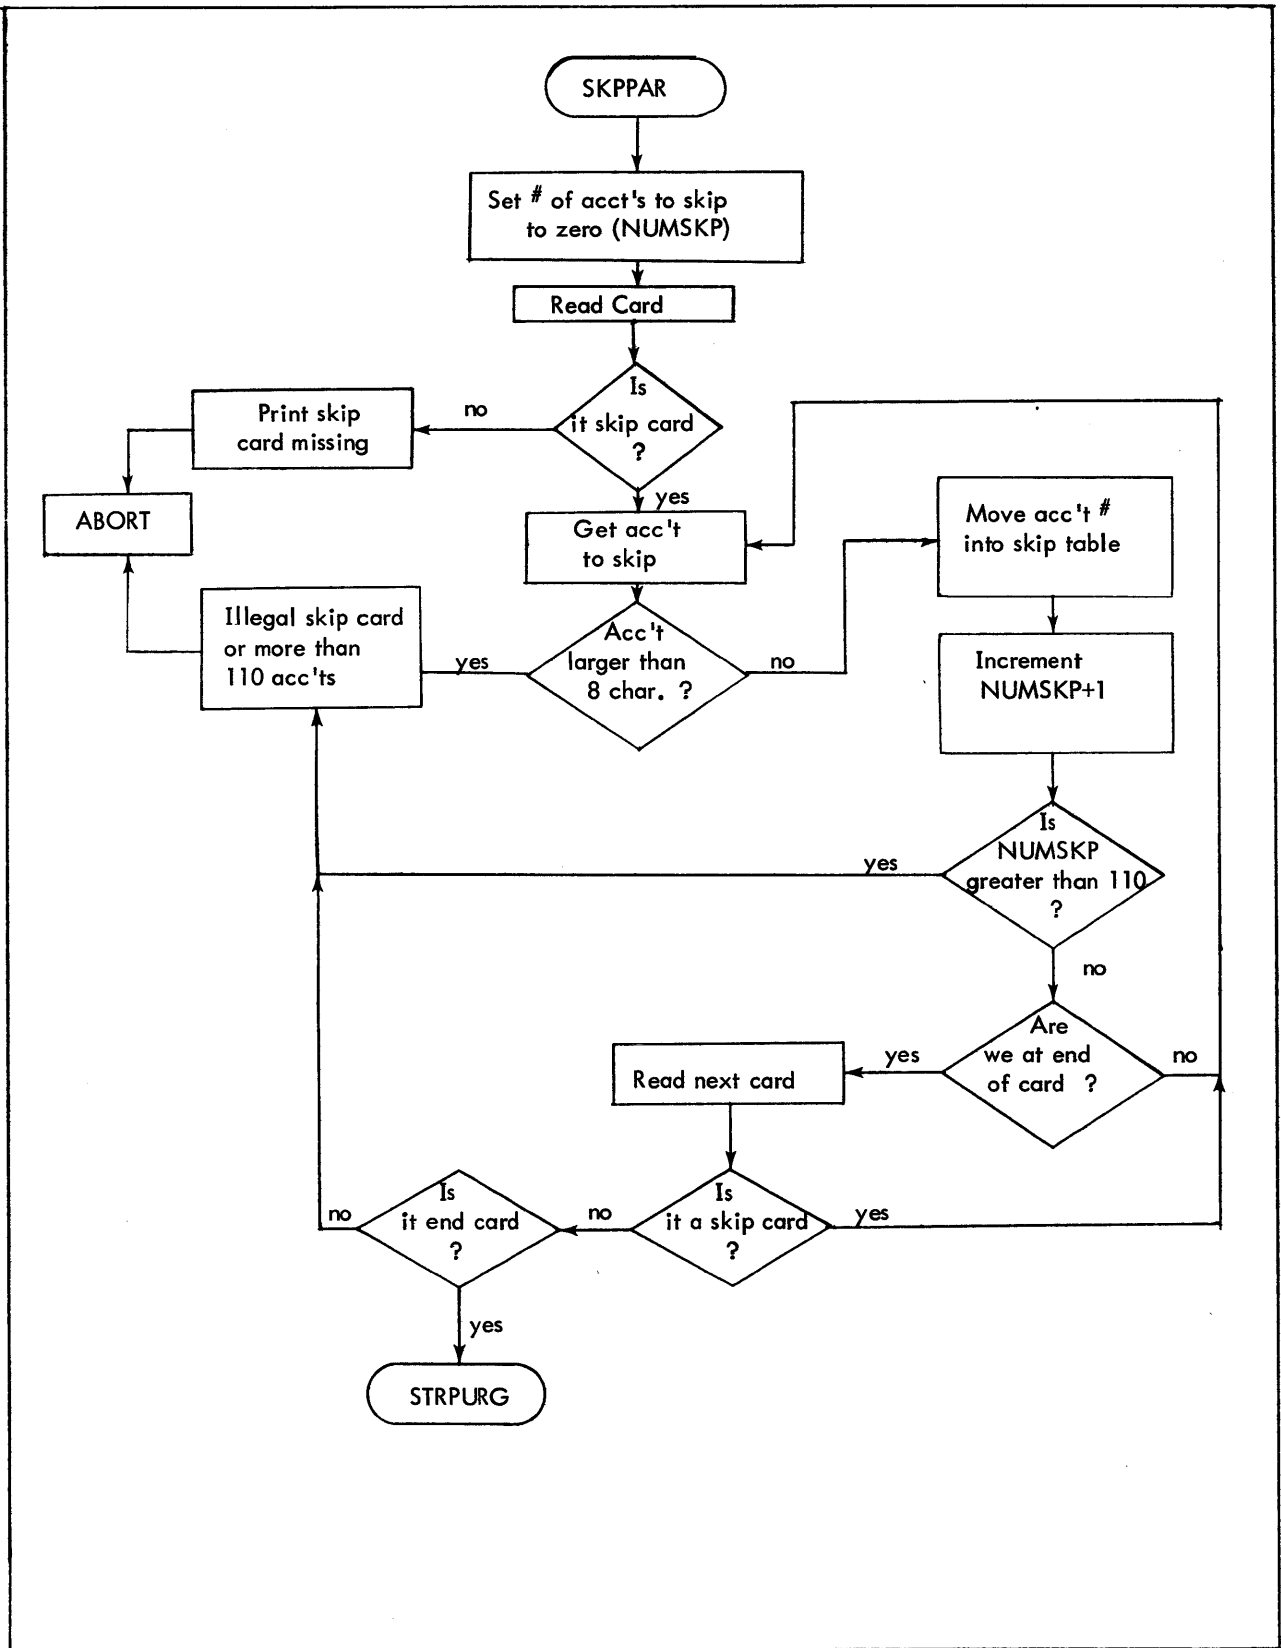 SKPPAR
Set # of acct's to skip
to zero (NUMSKP)
Read Card
Is
it skip card
?
no
Print skip
card missing
ABORT
yes
Get acc't
to skip
Move acc't #
into skip table
Illegal skip card
or more than
110 acc'ts
yes
Acc't
larger than
8 char. ?
no
Increment
NUMSKP+1
Is
NUMSKP
greater than 110
?
yes
no
Are
we at end
of card ?
yes
no
Read next card
Is
it a skip card
?
yes
no
Is
it end card
?
no
yes
STRPURG